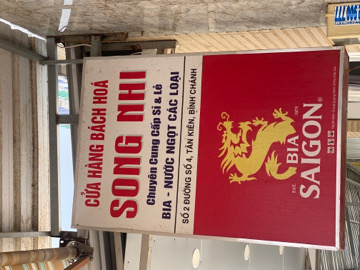 CỬA HÀNG BÁCH HOÁ
SONG NHI
Chuyên Cung Cấp Sỉ & Lẻ
BIA - NƯỚC NGỌT CÁC LOẠI
SỐ 2 ĐƯỜNG SỐ 4, TÂN KIÊN, BÌNH CHÁNH
BIA
SAIGON